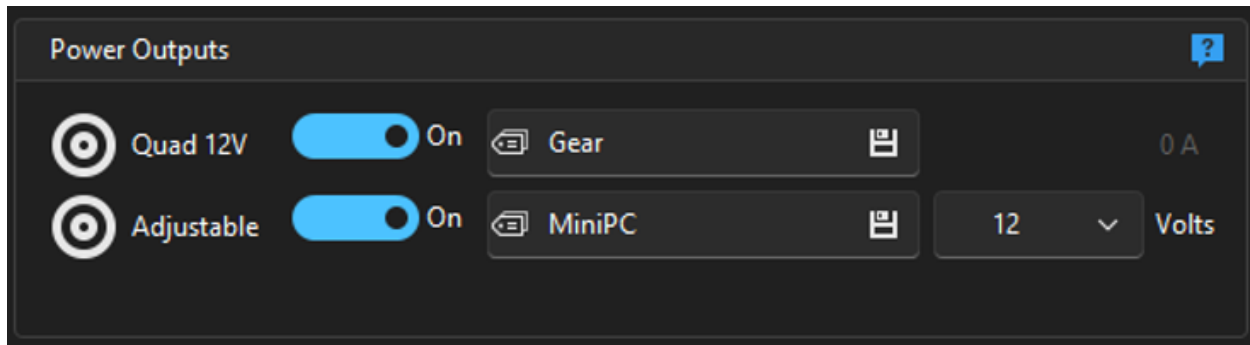 Power Outputs
?
Quad 12V On Gear 0 A
Adjustable On MiniPC 12 Volts